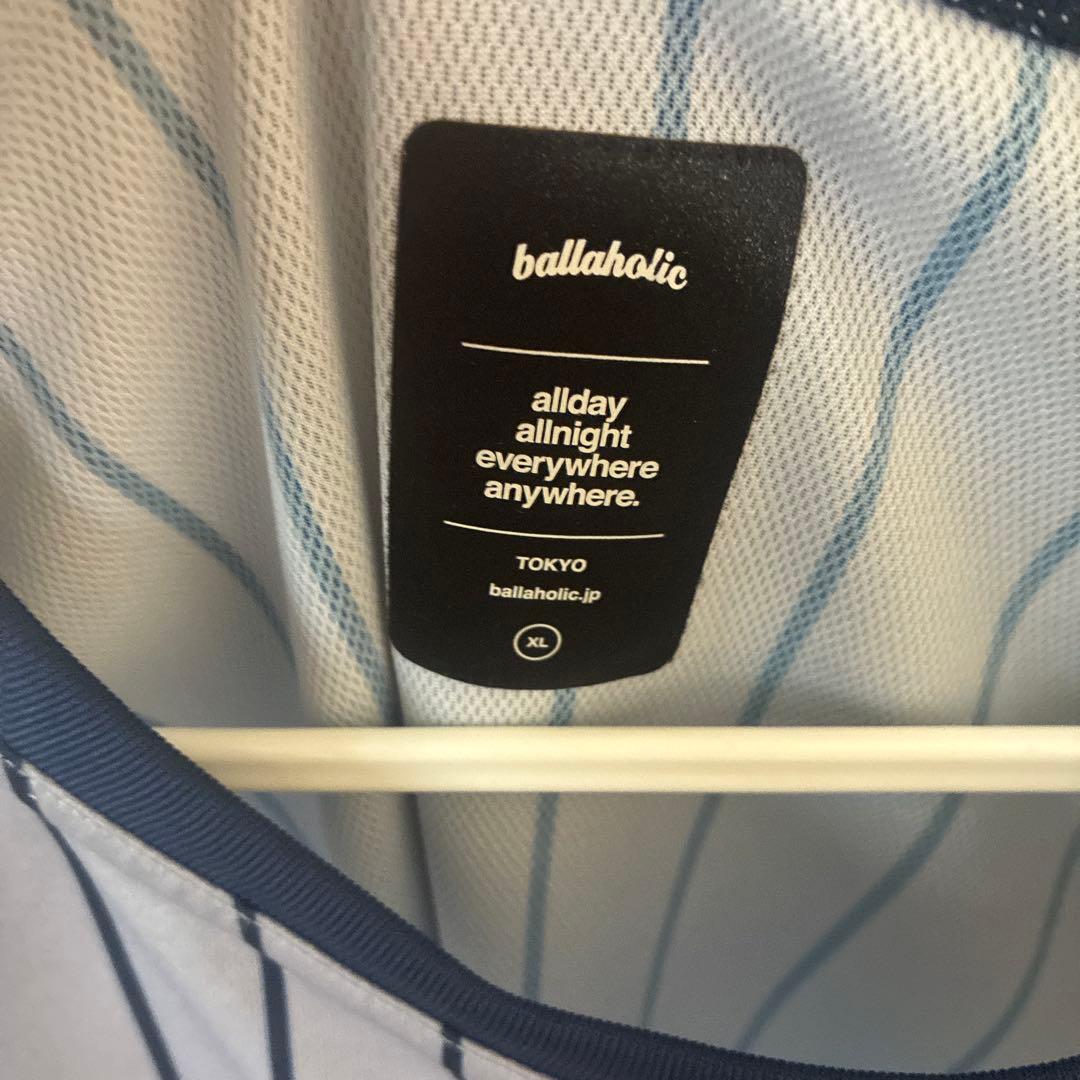 ballaholic
allday
allnight
everywhere
anywhere.
TOKYO
ballaholic.jp
XL